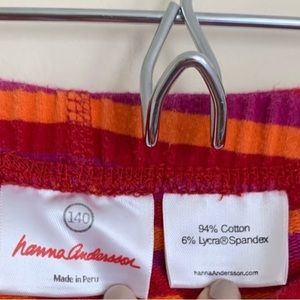 140
hanna Andersson
Made in Peru
94% Cotton
6% Lycra®Spandex
hannaAndersson.com